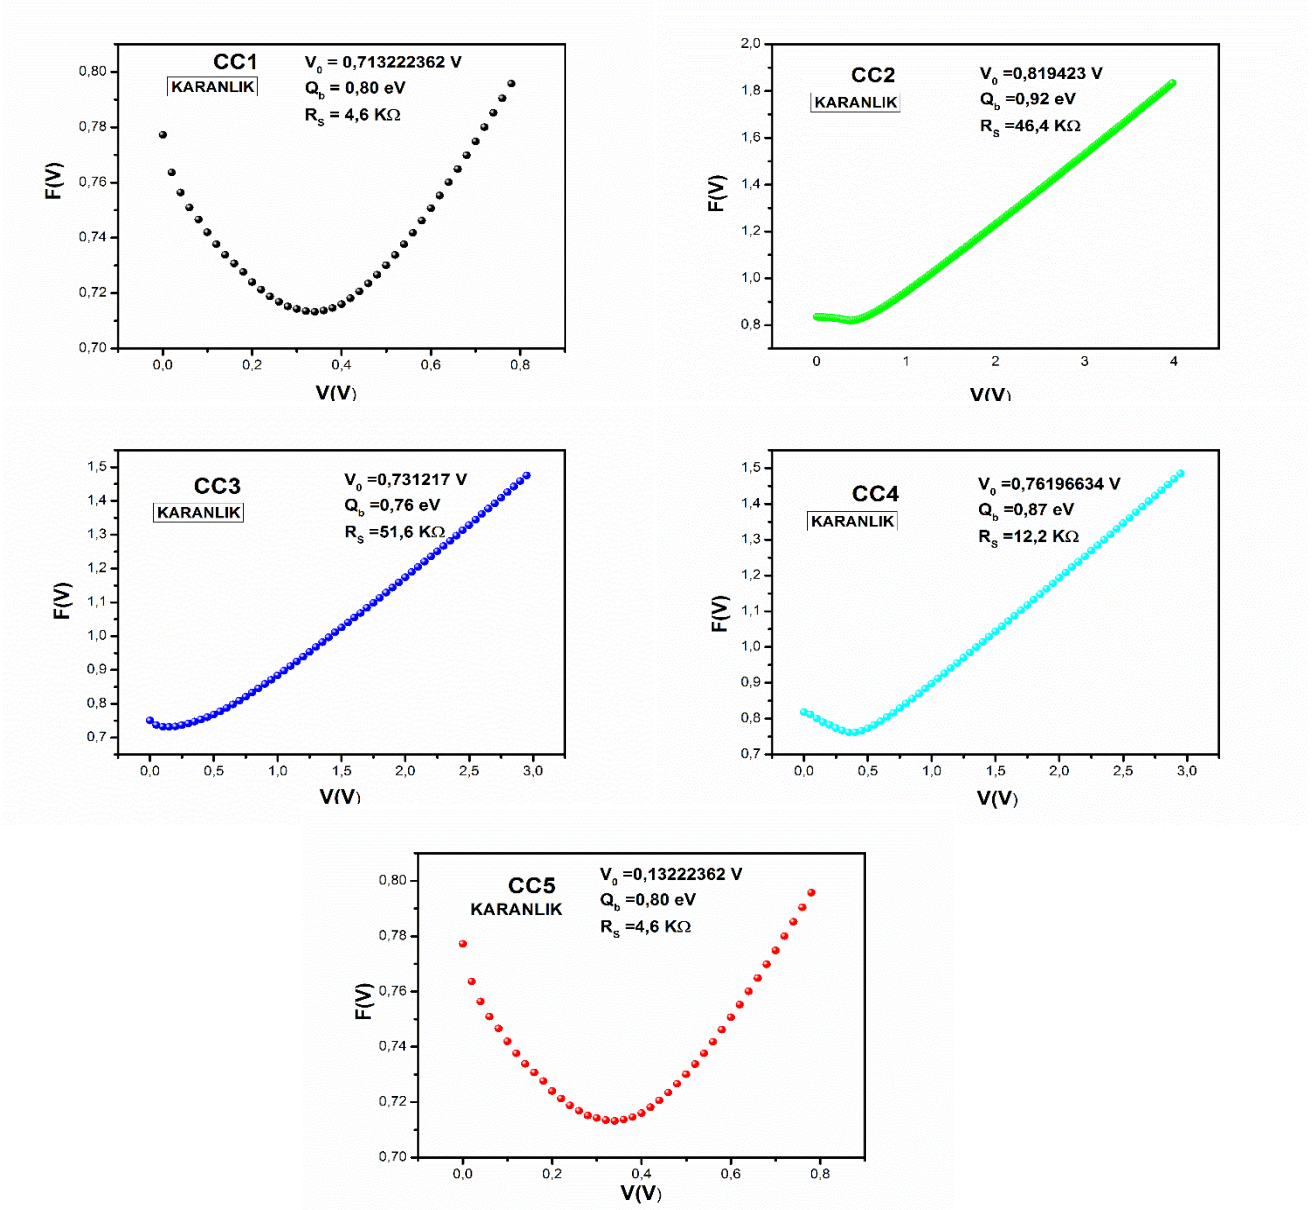 CC1
KARANLIK
V0 = 0,713222362 V
Qb = 0,80 eV
RS = 4,6 KΩ
0,80
0,78
0,76
0,74
0,72
0,70
F(V)
0,0 0,2 0,4 0,6 0,8
V(V)
CC2
KARANLIK
V0 =0,819423 V
Qb =0,92 eV
RS =46,4 KΩ
2,0
1,8
1,6
1,4
1,2
1,0
0,8
F(V)
0 1 2 3 4
V(V)
CC3
KARANLIK
V0 =0,731217 V
Qb =0,76 eV
RS =51,6 KΩ
1,5
1,4
1,3
1,2
1,1
1,0
0,9
0,8
0,7
F(V)
0,0 0,5 1,0 1,5 2,0 2,5 3,0
V(V)
CC4
KARANLIK
V0 =0,76196634 V
Qb =0,87 eV
RS =12,2 KΩ
1,5
1,4
1,3
1,2
1,1
1,0
0,9
0,8
0,7
F(V)
0,0 0,5 1,0 1,5 2,0 2,5 3,0
V(V)
CC5
KARANLIK
V0 =0,13222362 V
Qb =0,80 eV
RS =4,6 KΩ
0,80
0,78
0,76
0,74
0,72
0,70
F(V)
0,0 0,2 0,4 0,6 0,8
V(V)